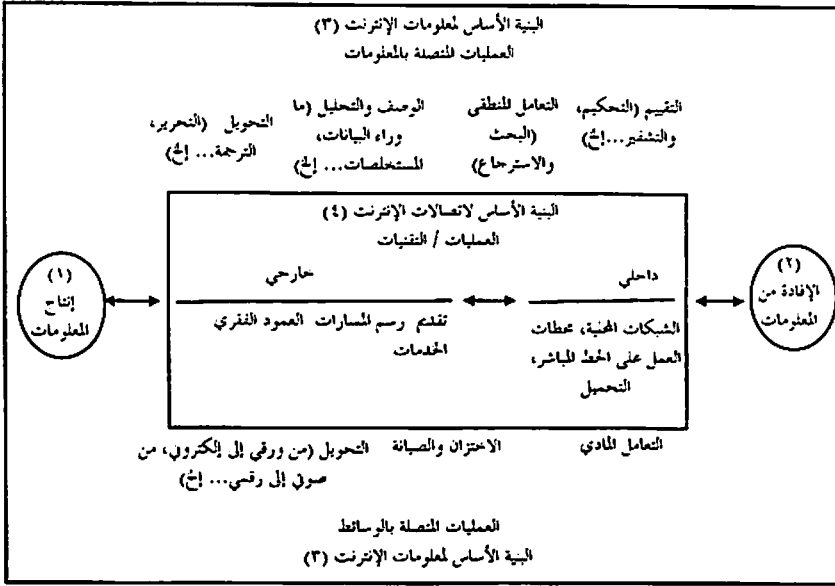 البنية الأساس لمعلومات الإنترنت (٣)
العمليات المتصلة بالمعلومات
التقييم (التحكيم،
والتشفير...إلخ)
التعامل المنطقى
(البحث
والاسترجاع)
الوصف والتحليل (ما
وراء البيانات،
المستخلصات... إلخ)
التحويل (التحرير،
الترجمة... إلخ)
البنية الأساس لاتصالات الإنترنت (٤)
العمليات / التقنيات
(٢)
الإفادة من
المعلومات
داخلي
الشبكات المحلية، محطات
العمل على الخط المباشر،
التحميل
خارجي
تقديم رسم المسارات العمود الفقري
الخدمات
(١)
إنتاج
المعلومات
التعامل المادي
الاختزان والصيانة
التحويل (من ورقي إلى إلكتروني، من
صوتي إلى رقمي... إلخ)
العمليات المتصلة بالوسائط
البنية الأساس لمعلومات الإنترنت (٣)